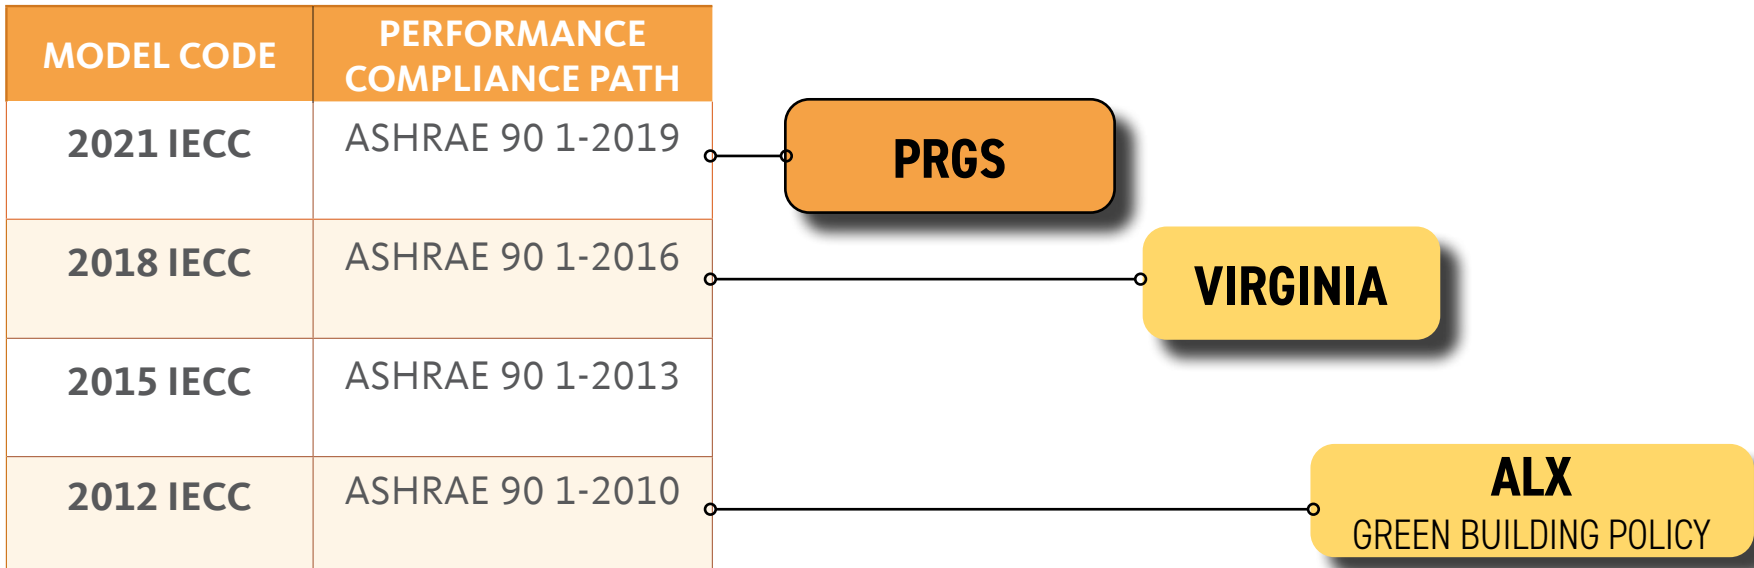 MODEL CODE
PERFORMANCE
COMPLIANCE PATH
2021 IECC
ASHRAE 90 1-2019
PRGS
2018 IECC
ASHRAE 90 1-2016
VIRGINIA
2015 IECC
ASHRAE 90 1-2013
2012 IECC
ASHRAE 90 1-2010
ALX
GREEN BUILDING POLICY